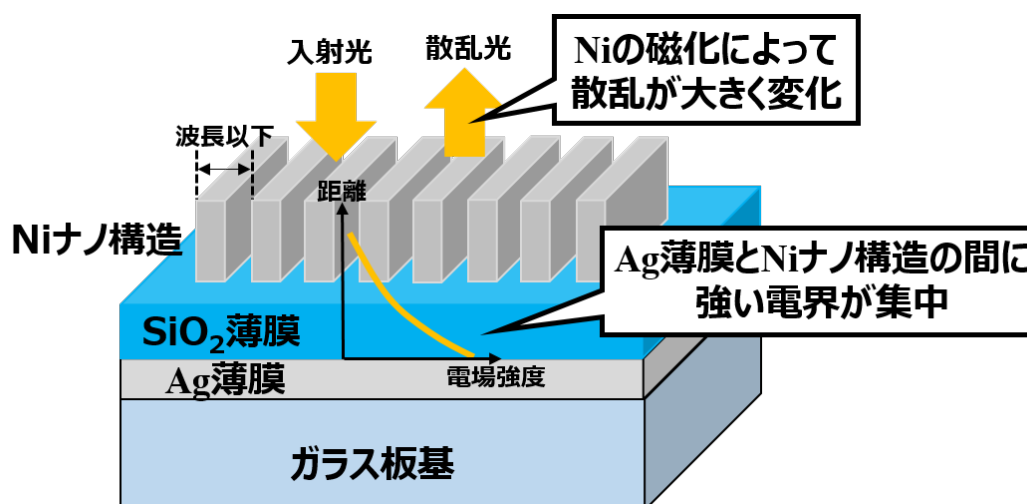 入射光
散乱光
Niの磁化によって
散乱が大きく変化
波長以下
距離
Niナノ構造
Ag薄膜とNiナノ構造の間に
強い電界が集中
SiO₂薄膜
電場強度
Ag薄膜
ガラス板基